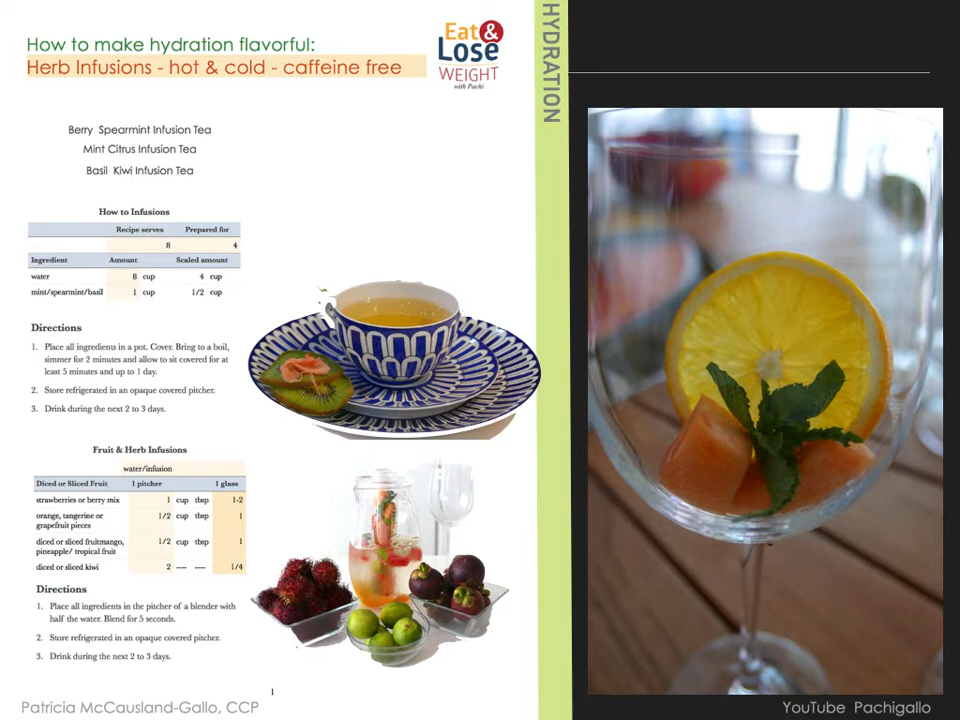 How to make hydration flavorful:
Herb Infusions - hot & cold - caffeine free
Eat &
Lose
WEIGHT
with Pachi
HYDRATION
Berry Spearmint Infusion Tea
Mint Citrus Infusion Tea
Basil Kiwi Infusion Tea
How to Infusions
Recipe serves Prepared for
8 4
Ingredient Amount Scaled amount
water 8 cup 4 cup
mint/spearmint/basil 1 cup 1/2 cup
Directions
1. Place all ingredients in a pot. Cover. Bring to a boil,
simmer for 2 minutes and allow to sit covered for at
least 5 minutes and up to 1 day.
2. Store refrigerated in an opaque covered pitcher.
3. Drink during the next 2 to 3 days.
Fruit & Herb Infusions
water/infusion
Diced or Sliced Fruit 1 pitcher 1 glass
strawberries or berry mix 1 cup tbsp 1-2
orange, tangerine or
grapefruit pieces 1/2 cup tbsp 1
diced or sliced fruitmango,
pineapple/ tropical fruit 1/2 cup tbsp 1
diced or sliced kiwi 2 ---- ---- 1/4
Directions
1. Place all ingredients in the pitcher of a blender with
half the water. Blend for 5 seconds.
2. Store refrigerated in an opaque covered pitcher.
3. Drink during the next 2 to 3 days.
1
Patricia McCausland-Gallo, CCP
YouTube Pachigallo